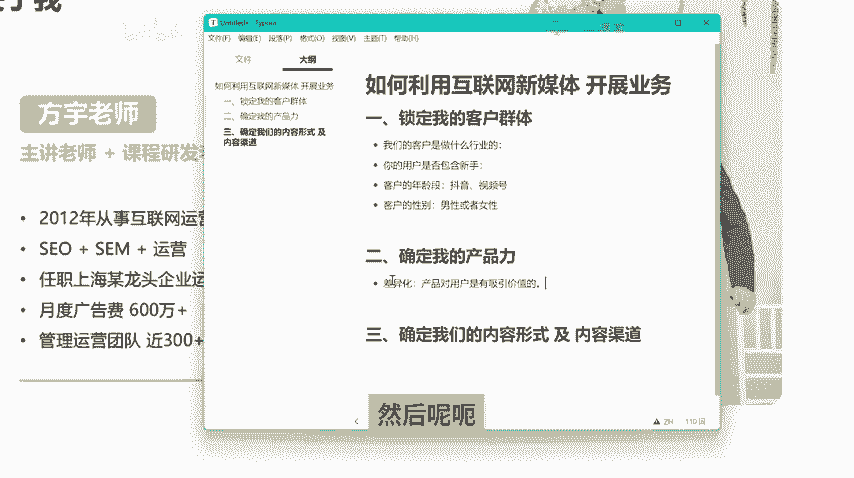 方宇老师
主讲老师 + 课程研发
• 2012年从事互联网运营
• SEO + SEM + 运营
• 任职上海某龙头企业运
• 月度广告费 600万+
• 管理运营团队 近300+
Untitled • - Typora
文件(F) 编辑(E) 段落(P) 格式(O) 视图(V) 主题(T) 帮助(H)
文件 大纲
如何利用互联网新媒体 开展业务
一、锁定我的客户群体
二、确定我的产品力
三、确定我们的内容形式 及
内容渠道
如何利用互联网新媒体 开展业务
一、锁定我的客户群体
• 我们的客户是做什么行业的：
• 你的用户是否包含新手：
• 客户的年龄段：抖音、视频号
• 客户的性别：男性或者女性
二、确定我的产品力
• 差异化：产品对用户是有吸引价值的。
三、确定我们的内容形式 及 内容渠道
110 词
然后呢呃